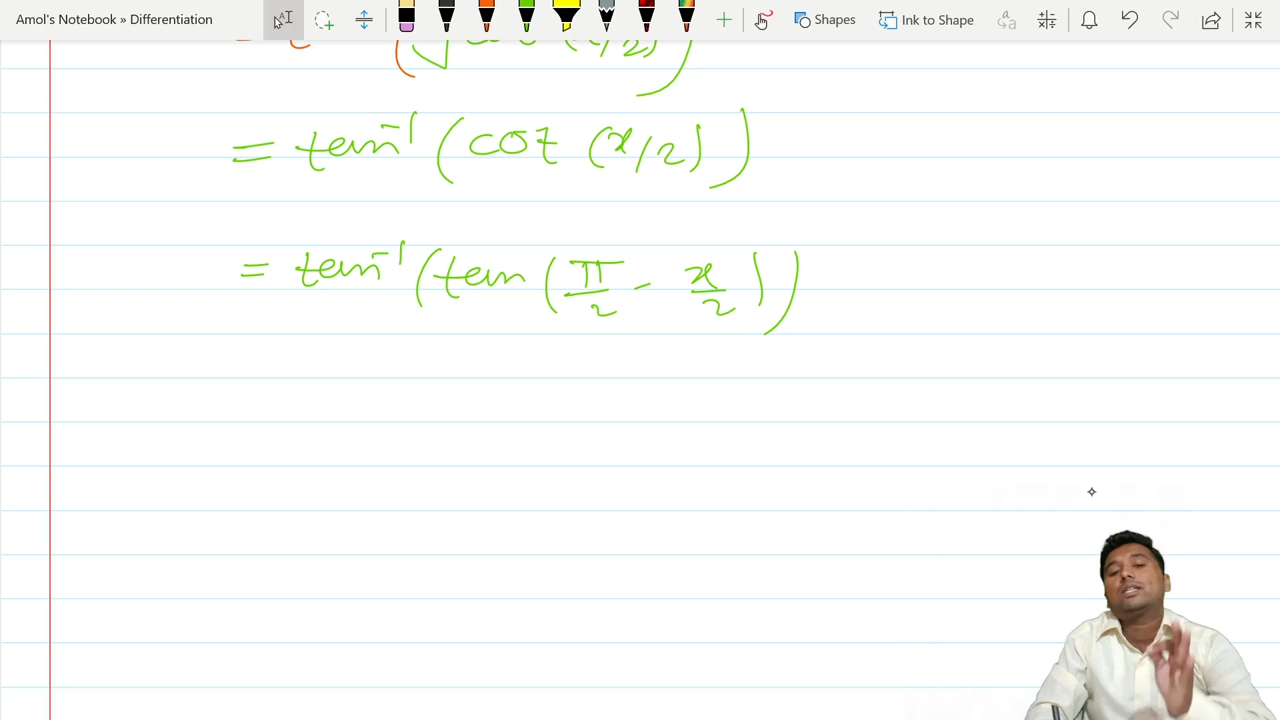 Amol's Notebook » Differentiation
Shapes
Ink to Shape
= tan⁻¹ (cot (x/2))
= tan⁻¹ (tan (π/2 - x/2))